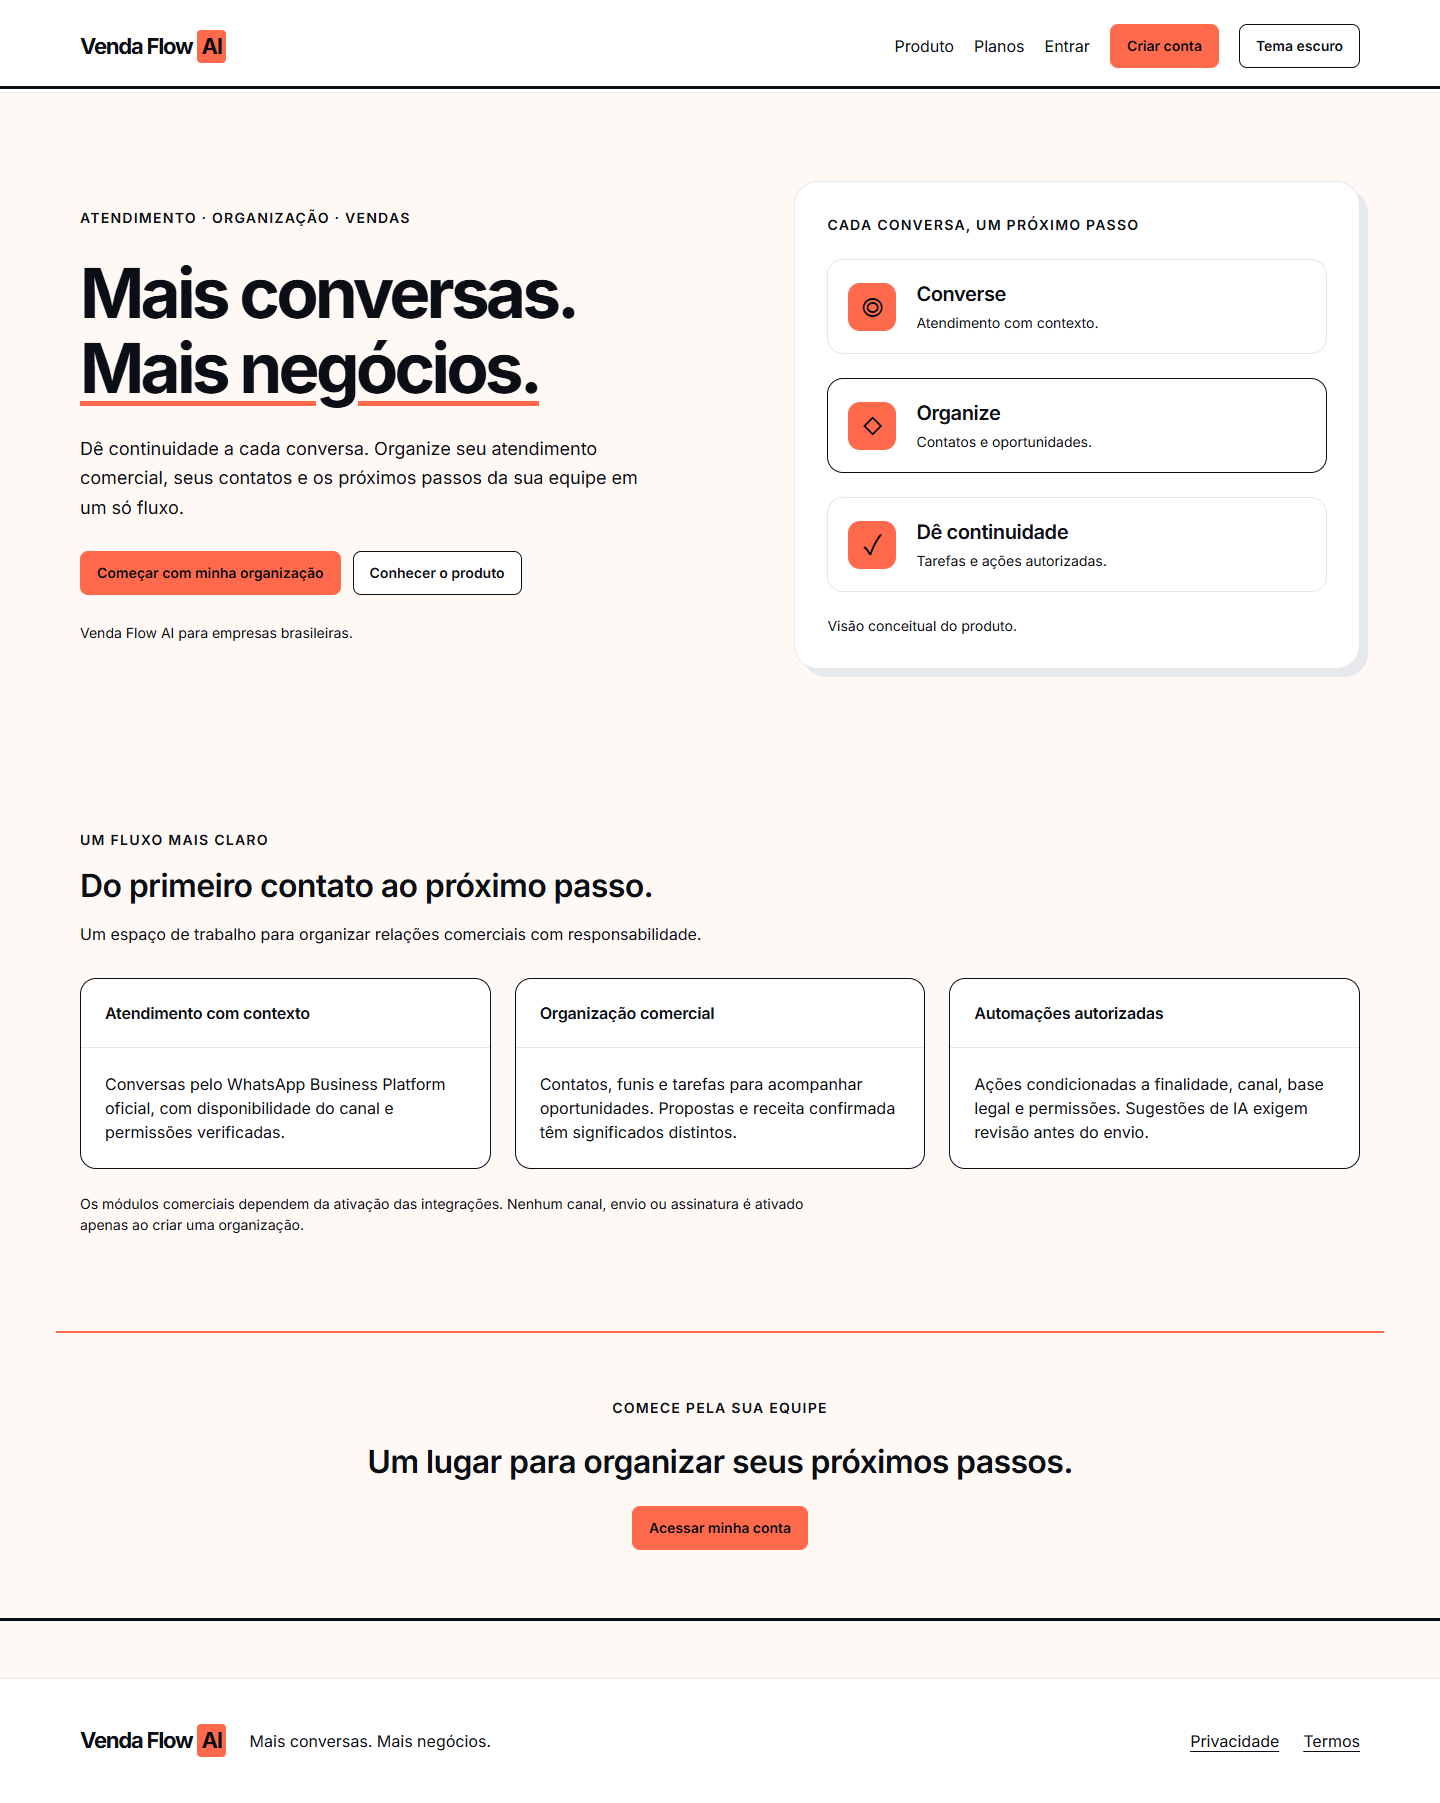 Venda Flow AI
Produto Planos Entrar Criar conta Tema escuro
ATENDIMENTO · ORGANIZAÇÃO · VENDAS
Mais conversas.
Mais negócios.
Dê continuidade a cada conversa. Organize seu atendimento
comercial, seus contatos e os próximos passos da sua equipe em
um só fluxo.
Começar com minha organização Conhecer o produto
Venda Flow AI para empresas brasileiras.
CADA CONVERSA, UM PRÓXIMO PASSO
Converse
Atendimento com contexto.
Organize
Contatos e oportunidades.
Dê continuidade
Tarefas e ações autorizadas.
Visão conceitual do produto.
UM FLUXO MAIS CLARO
Do primeiro contato ao próximo passo.
Um espaço de trabalho para organizar relações comerciais com responsabilidade.
Atendimento com contexto
Conversas pelo WhatsApp Business Platform
oficial, com disponibilidade do canal e
permissões verificadas.
Organização comercial
Contatos, funis e tarefas para acompanhar
oportunidades. Propostas e receita confirmada
têm significados distintos.
Automações autorizadas
Ações condicionadas a finalidade, canal, base
legal e permissões. Sugestões de IA exigem
revisão antes do envio.
Os módulos comerciais dependem da ativação das integrações. Nenhum canal, envio ou assinatura é ativado
apenas ao criar uma organização.
COMECE PELA SUA EQUIPE
Um lugar para organizar seus próximos passos.
Acessar minha conta
Venda Flow AI Mais conversas. Mais negócios.
Privacidade Termos